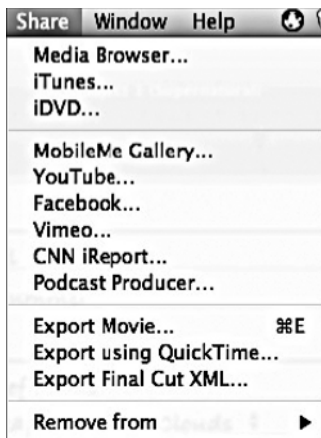 Share Window Help
Media Browser...
iTunes...
iDVD...
MobileMe Gallery...
YouTube...
Facebook...
Vimeo...
CNN iReport...
Podcast Producer...
Export Movie... ⌘E
Export using QuickTime...
Export Final Cut XML...
Remove from ▶